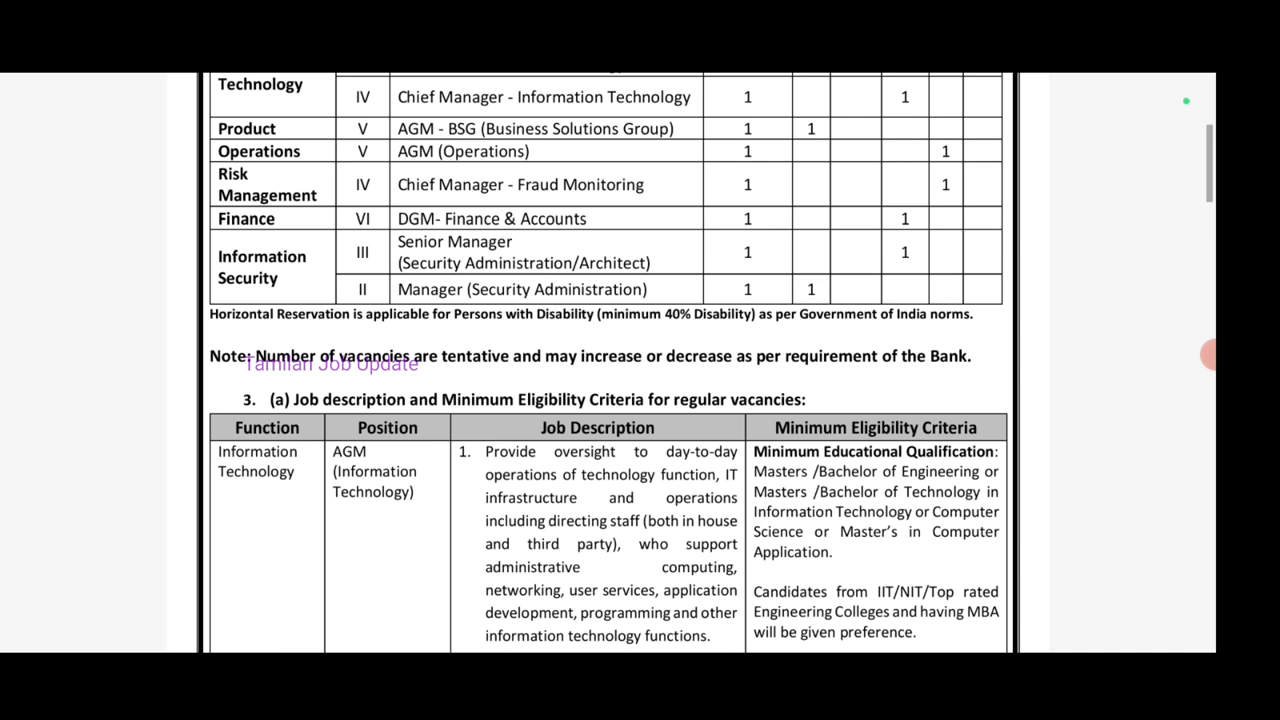 Technology
IV Chief Manager - Information Technology 1 1
Product V AGM - BSG (Business Solutions Group) 1 1
Operations V AGM (Operations) 1 1
Risk
Management IV Chief Manager - Fraud Monitoring 1 1
Finance VI DGM- Finance & Accounts 1 1
Information
Security III Senior Manager
(Security Administration/Architect) 1 1
II Manager (Security Administration) 1 1
Horizontal Reservation is applicable for Persons with Disability (minimum 40% Disability) as per Government of India norms.
Note: Number of vacancies are tentative and may increase or decrease as per requirement of the Bank.
Tamilan Job Update
3. (a) Job description and Minimum Eligibility Criteria for regular vacancies:
Function Position Job Description Minimum Eligibility Criteria
Information
Technology
AGM
(Information
Technology)
1. Provide oversight to day-to-day
operations of technology function, IT
infrastructure and operations
including directing staff (both in house
and third party), who support
administrative computing,
networking, user services, application
development, programming and other
information technology functions.
Minimum Educational Qualification:
Masters /Bachelor of Engineering or
Masters /Bachelor of Technology in
Information Technology or Computer
Science or Master's in Computer
Application.
Candidates from IIT/NIT/Top rated
Engineering Colleges and having MBA
will be given preference.